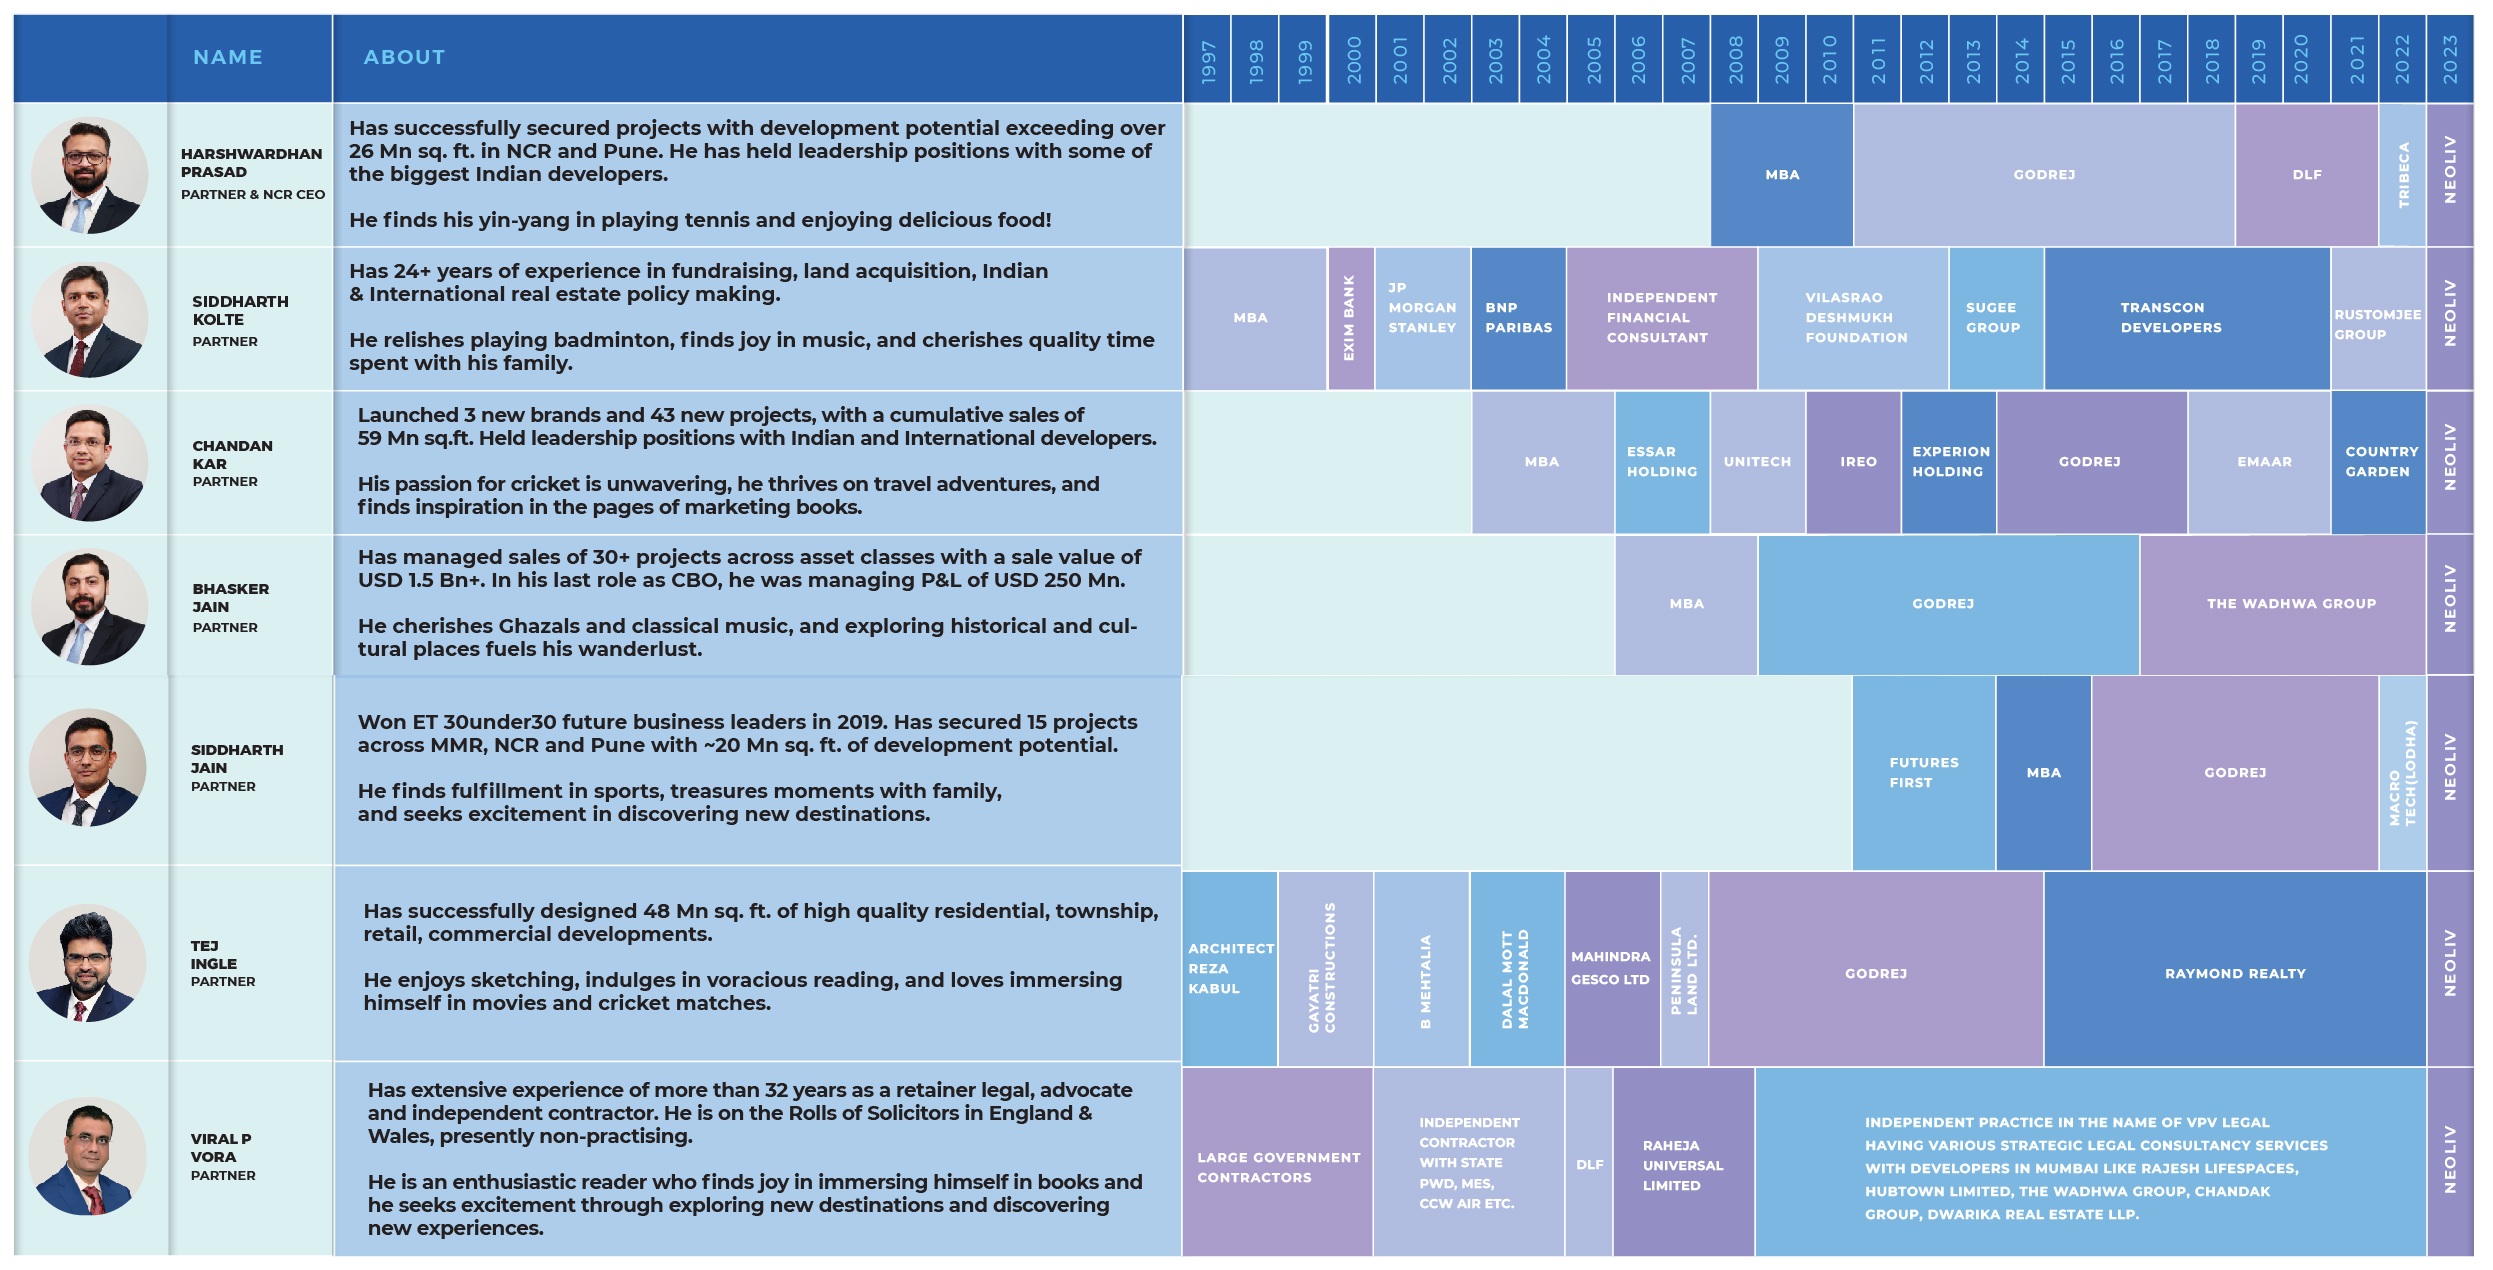 NAME
ABOUT
1997
1998
1999
2000
2001
2002
2003
2004
2005
2006
2007
2008
2009
2010
2011
2012
2013
2014
2015
2016
2017
2018
2019
2020
2021
2022
2023
HARSHWARDHAN
PRASAD
PARTNER & NCR CEO
Has successfully secured projects with development potential exceeding over
26 Mn sq. ft. in NCR and Pune. He has held leadership positions with some of
the biggest Indian developers.
He finds his yin-yang in playing tennis and enjoying delicious food!
MBA
GODREJ
DLF
TRIBECA
NEOLIV
SIDDHARTH
KOLTE
PARTNER
Has 24+ years of experience in fundraising, land acquisition, Indian
& International real estate policy making.
He relishes playing badminton, finds joy in music, and cherishes quality time
spent with his family.
MBA
EXIM BANK
JP
MORGAN
STANLEY
BNP
PARIBAS
INDEPENDENT
FINANCIAL
CONSULTANT
VILASRAO
DESHMUKH
FOUNDATION
SUGEE
GROUP
TRANSCON
DEVELOPERS
RUSTOMJEE
GROUP
NEOLIV
CHANDAN
KAR
PARTNER
Launched 3 new brands and 43 new projects, with a cumulative sales of
59 Mn sq.ft. Held leadership positions with Indian and International developers.
His passion for cricket is unwavering, he thrives on travel adventures, and
finds inspiration in the pages of marketing books.
MBA
ESSAR
HOLDING
UNITECH
IREO
EXPERION
HOLDING
GODREJ
EMAAR
COUNTRY
GARDEN
NEOLIV
BHASKER
JAIN
PARTNER
Has managed sales of 30+ projects across asset classes with a sale value of
USD 1.5 Bn+. In his last role as CBO, he was managing P&L of USD 250 Mn.
He cherishes Ghazals and classical music, and exploring historical and cul-
tural places fuels his wanderlust.
MBA
GODREJ
THE WADHWA GROUP
NEOLIV
SIDDHARTH
JAIN
PARTNER
Won ET 30under30 future business leaders in 2019. Has secured 15 projects
across MMR, NCR and Pune with ~20 Mn sq. ft. of development potential.
He finds fulfillment in sports, treasures moments with family,
and seeks excitement in discovering new destinations.
FUTURES
FIRST
MBA
GODREJ
MACRO
TECH(LODHA)
NEOLIV
TEJ
INGLE
PARTNER
Has successfully designed 48 Mn sq. ft. of high quality residential, township,
retail, commercial developments.
He enjoys sketching, indulges in voracious reading, and loves immersing
himself in movies and cricket matches.
ARCHITECT
REZA
KABUL
GAYATRI
CONSTRUCTIONS
B MEHTALIA
DALAL MOTT
MACDONALD
MAHINDRA
GESCO LTD
PENINSULA
LAND LTD.
GODREJ
RAYMOND REALTY
NEOLIV
VIRAL P
VORA
PARTNER
Has extensive experience of more than 32 years as a retainer legal, advocate
and independent contractor. He is on the Rolls of Solicitors in England &
Wales, presently non-practising.
He is an enthusiastic reader who finds joy in immersing himself in books and
he seeks excitement through exploring new destinations and discovering
new experiences.
LARGE GOVERNMENT
CONTRACTORS
INDEPENDENT
CONTRACTOR
WITH STATE
PWD, MES,
CCW AIR ETC.
DLF
RAHEJA
UNIVERSAL
LIMITED
INDEPENDENT PRACTICE IN THE NAME OF VPV LEGAL
HAVING VARIOUS STRATEGIC LEGAL CONSULTANCY SERVICES
WITH DEVELOPERS IN MUMBAI LIKE RAJESH LIFESPACES,
HUBTOWN LIMITED, THE WADHWA GROUP, CHANDAK
GROUP, DWARIKA REAL ESTATE LLP.
NEOLIV